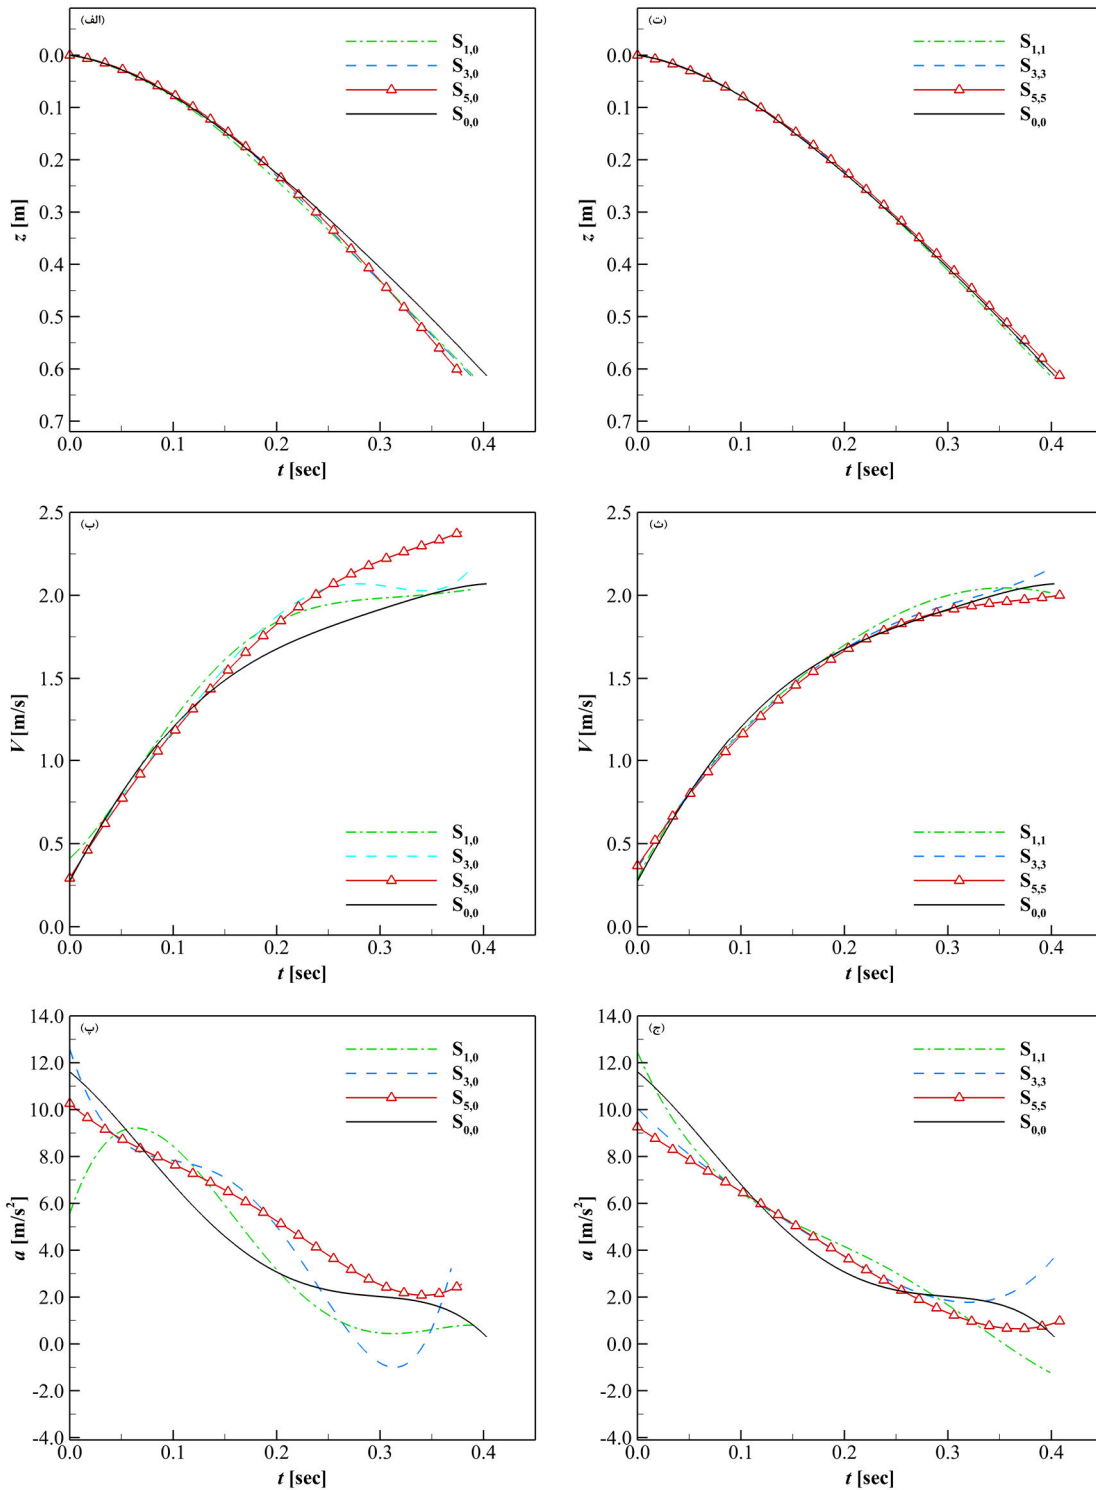 (الف)
S1,0
S3,0
S5,0
S0,0
0.0
0.1
0.2
0.3
0.4
0.5
0.6
0.7
z [m]
0.0 0.1 0.2 0.3 0.4
t [sec]
(ت)
S1,1
S3,3
S5,5
S0,0
0.0
0.1
0.2
0.3
0.4
0.5
0.6
0.7
z [m]
0.0 0.1 0.2 0.3 0.4
t [sec]
(ب)
2.5
2.0
1.5
1.0
0.5
0.0
V [m/s]
S1,0
S3,0
S5,0
S0,0
0.0 0.1 0.2 0.3 0.4
t [sec]
(ث)
2.5
2.0
1.5
1.0
0.5
0.0
V [m/s]
S1,1
S3,3
S5,5
S0,0
0.0 0.1 0.2 0.3 0.4
t [sec]
(پ)
14.0
12.0
10.0
8.0
6.0
4.0
2.0
0.0
-2.0
-4.0
a [m/s²]
S1,0
S3,0
S5,0
S0,0
0.0 0.1 0.2 0.3 0.4
t [sec]
(ج)
14.0
12.0
10.0
8.0
6.0
4.0
2.0
0.0
-2.0
-4.0
a [m/s²]
S1,1
S3,3
S5,5
S0,0
0.0 0.1 0.2 0.3 0.4
t [sec]